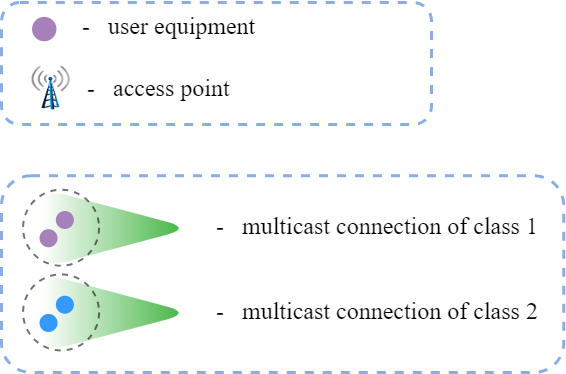 - user equipment
- access point
- multicast connection of class 1
- multicast connection of class 2